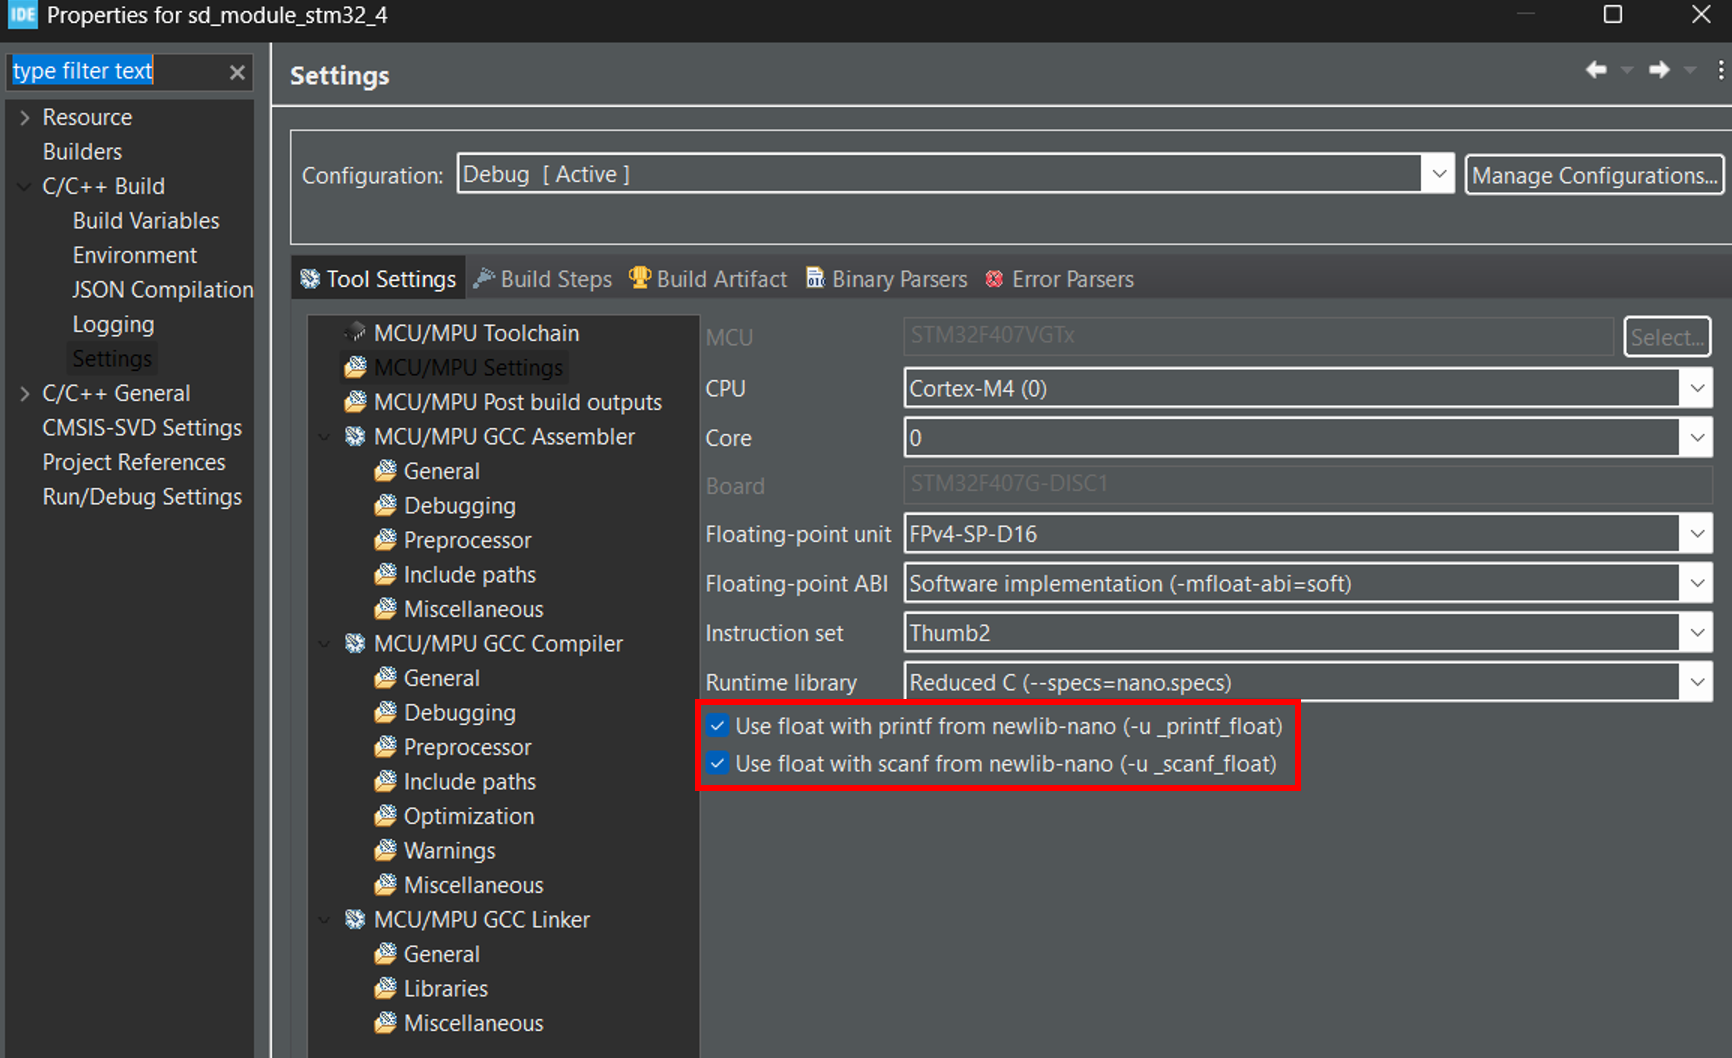 IDE Properties for sd_module_stm32_4
type filter text
Resource
Builders
C/C++ Build
Build Variables
Environment
JSON Compilation
Logging
Settings
C/C++ General
CMSIS-SVD Settings
Project References
Run/Debug Settings
Settings
Configuration: Debug [ Active ] Manage Configurations...
Tool Settings Build Steps Build Artifact Binary Parsers Error Parsers
MCU/MPU Toolchain
MCU/MPU Settings
MCU/MPU Post build outputs
MCU/MPU GCC Assembler
General
Debugging
Preprocessor
Include paths
Miscellaneous
MCU/MPU GCC Compiler
General
Debugging
Preprocessor
Include paths
Optimization
Warnings
Miscellaneous
MCU/MPU GCC Linker
General
Libraries
Miscellaneous
MCU STM32F407VGTx Select...
CPU Cortex-M4 (0)
Core 0
Board STM32F407G-DISC1
Floating-point unit FPv4-SP-D16
Floating-point ABI Software implementation (-mfloat-abi=soft)
Instruction set Thumb2
Runtime library Reduced C (--specs=nano.specs)
Use float with printf from newlib-nano (-u _printf_float)
Use float with scanf from newlib-nano (-u _scanf_float)